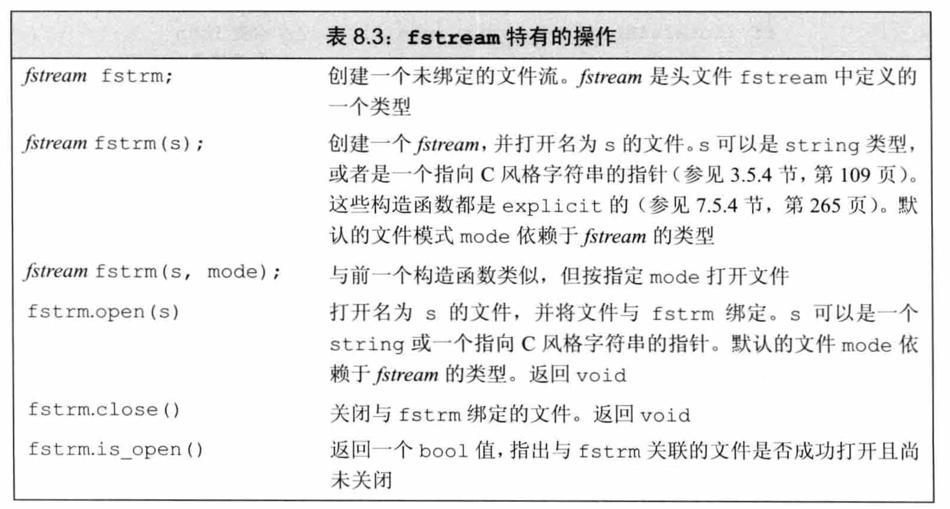 表 8.3：fstream 特有的操作
fstream fstrm; 创建一个未绑定的文件流。fstream 是头文件 fstream 中定义的
一个类型
fstream fstrm(s); 创建一个 fstream，并打开名为 s 的文件。s 可以是 string 类型，
或者是一个指向 C 风格字符串的指针（参见 3.5.4 节，第 109 页）。
这些构造函数都是 explicit 的（参见 7.5.4 节，第 265 页）。默
认的文件模式 mode 依赖于 fstream 的类型
fstream fstrm(s, mode); 与前一个构造函数类似，但按指定 mode 打开文件
fstrm.open(s) 打开名为 s 的文件，并将文件与 fstrm 绑定。s 可以是一个
string 或一个指向 C 风格字符串的指针。默认的文件 mode 依
赖于 fstream 的类型。返回 void
fstrm.close() 关闭与 fstrm 绑定的文件。返回 void
fstrm.is_open() 返回一个 bool 值，指出与 fstrm 关联的文件是否成功打开且尚
未关闭